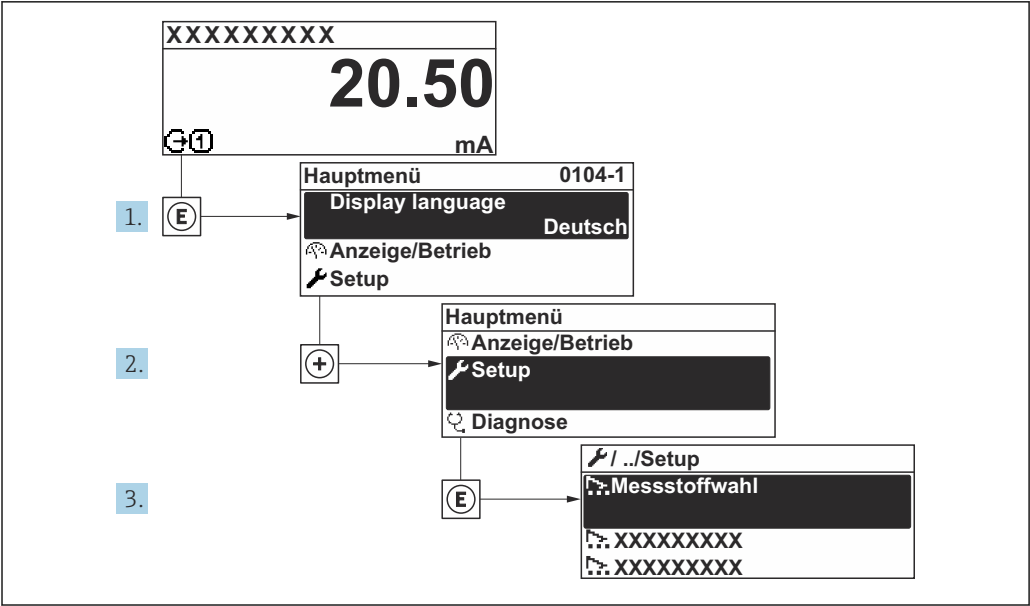 XXXXXXXXX
20.50
1
mA
Hauptmenü 0104-1
Display language
Deutsch
Anzeige/Betrieb
Setup
1.
E
Hauptmenü
Anzeige/Betrieb
Setup
Diagnose
2.
+
/ ../Setup
Messstoffwahl
XXXXXXXXX
XXXXXXXXX
3.
E